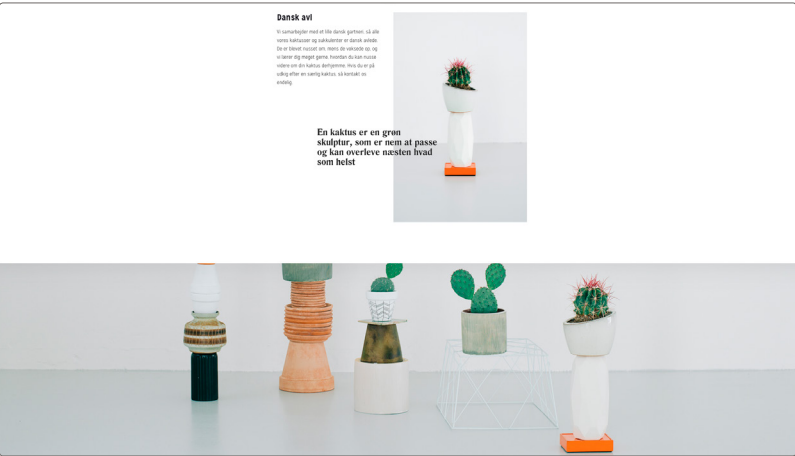 Dansk avl
Vi samarbejder med et lille dansk gartneri, så alle
vores kaktusser og sukkulenter er dansk avlede.
De er blevet nusset om, mens de voksede op, og
vi lærer dig meget gerne, hvordan du kan nusse
videre om din kaktus derhjemme. Hvis du er på
udkig efter en særlig kaktus, så kontakt os
endelig
En kaktus er en grøn
skulptur, som er nem at passe
og kan overleve næsten hvad
som helst